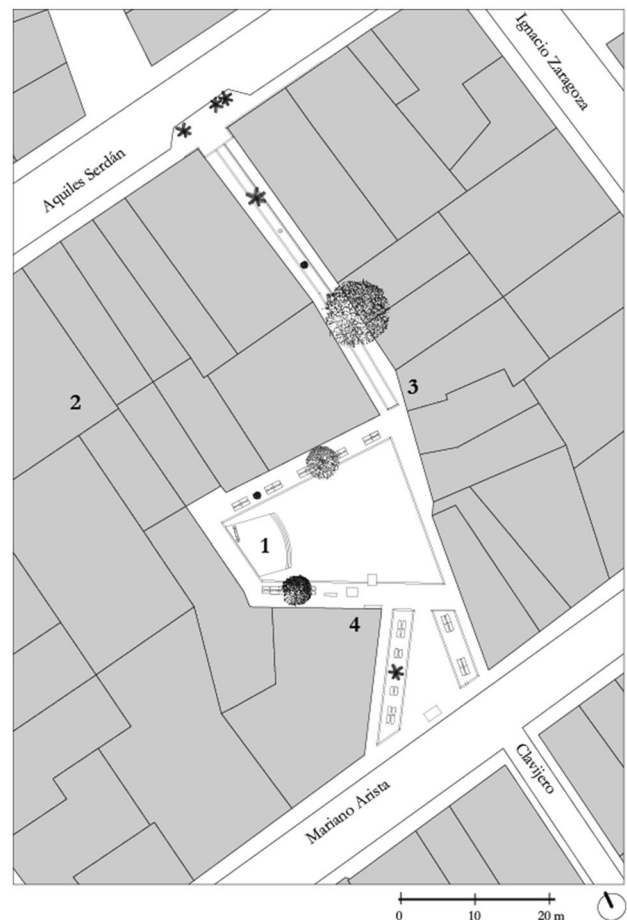 Ignacio Zaragoza
Aquiles Serdán
2
3
1
4
Clavijero
Mariano Arista
0 10 20 m